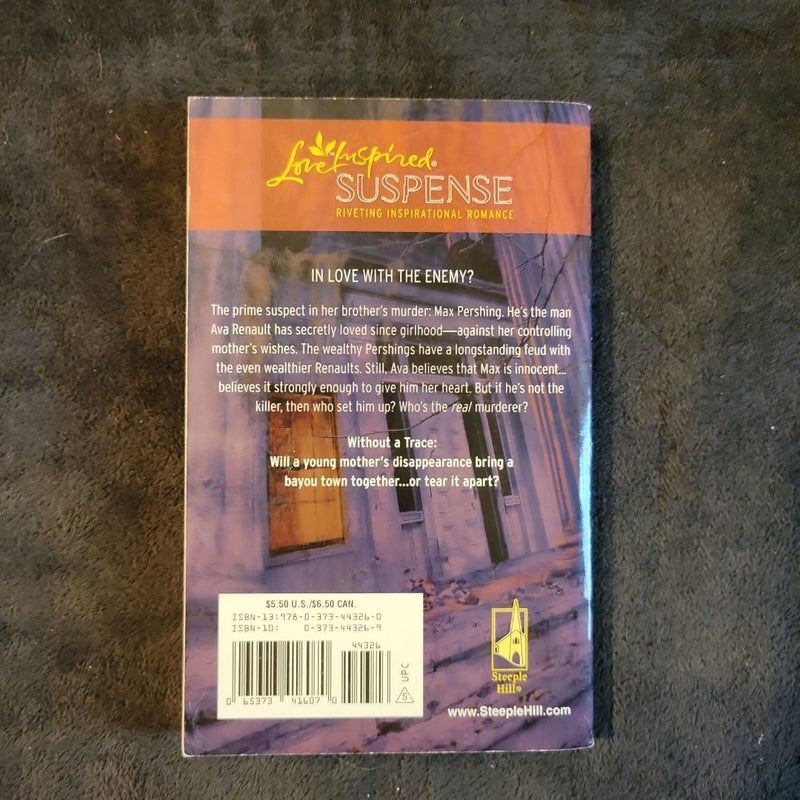 Love Inspired®
SUSPENSE
RIVETING INSPIRATIONAL ROMANCE
IN LOVE WITH THE ENEMY?
The prime suspect in her brother's murder: Max Pershing. He's the man
Ava Renault has secretly loved since girlhood—against her controlling
mother's wishes. The wealthy Pershings have a longstanding feud with
the even wealthier Renaults. Still, Ava believes that Max is innocent...
believes it strongly enough to give him her heart. But if he's not the
killer, then who set him up? Who's the real murderer?
Without a Trace:
Will a young mother's disappearance bring a
bayou town together...or tear it apart?
$5.50 U.S./$6.50 CAN.
ISBN-13:978-0-373-44326-0
ISBN-10: 0-373-44326-9
44326
0 65373 41607 0
UPC
S
Steeple
Hill®
www.SteepleHill.com